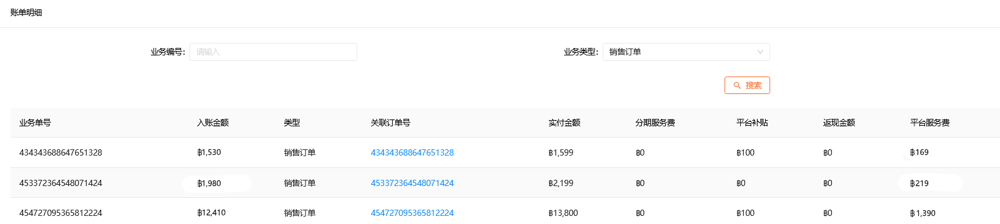 账单明细
业务编号： 请输入 业务类型： 销售订单
搜索
业务单号 入账金额 类型 关联订单号 实付金额 分期服务费 平台补贴 返现金额 平台服务费
434343688647651328 ฿1,530 销售订单 434343688647651328 ฿1,599 ฿0 ฿100 ฿0 ฿169
453372364548071424 ฿1,980 销售订单 453372364548071424 ฿2,199 ฿0 ฿0 ฿0 ฿219
454727095365812224 ฿12,410 销售订单 454727095365812224 ฿13,800 ฿0 ฿100 ฿0 ฿1,390